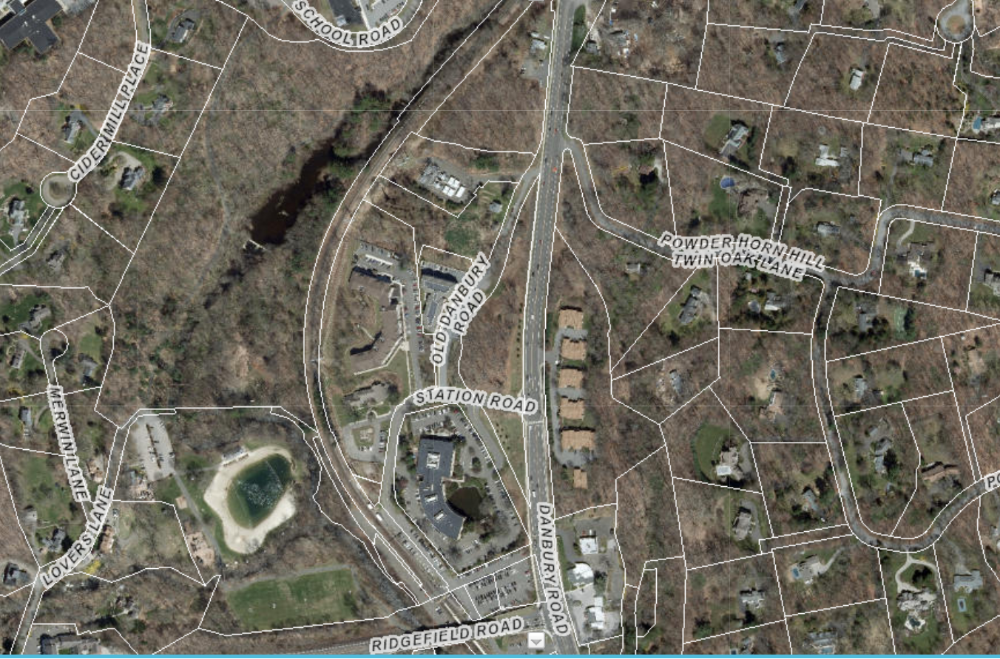 SCHOOL ROAD
CIDER MILL PLACE
POWDER HORN HILL
TWIN OAK LANE
OLD DANBURY
ROAD
STATION ROAD
MERWIN LANE
LOVERS LANE
DANBURY ROAD
RIDGEFIELD ROAD
PO